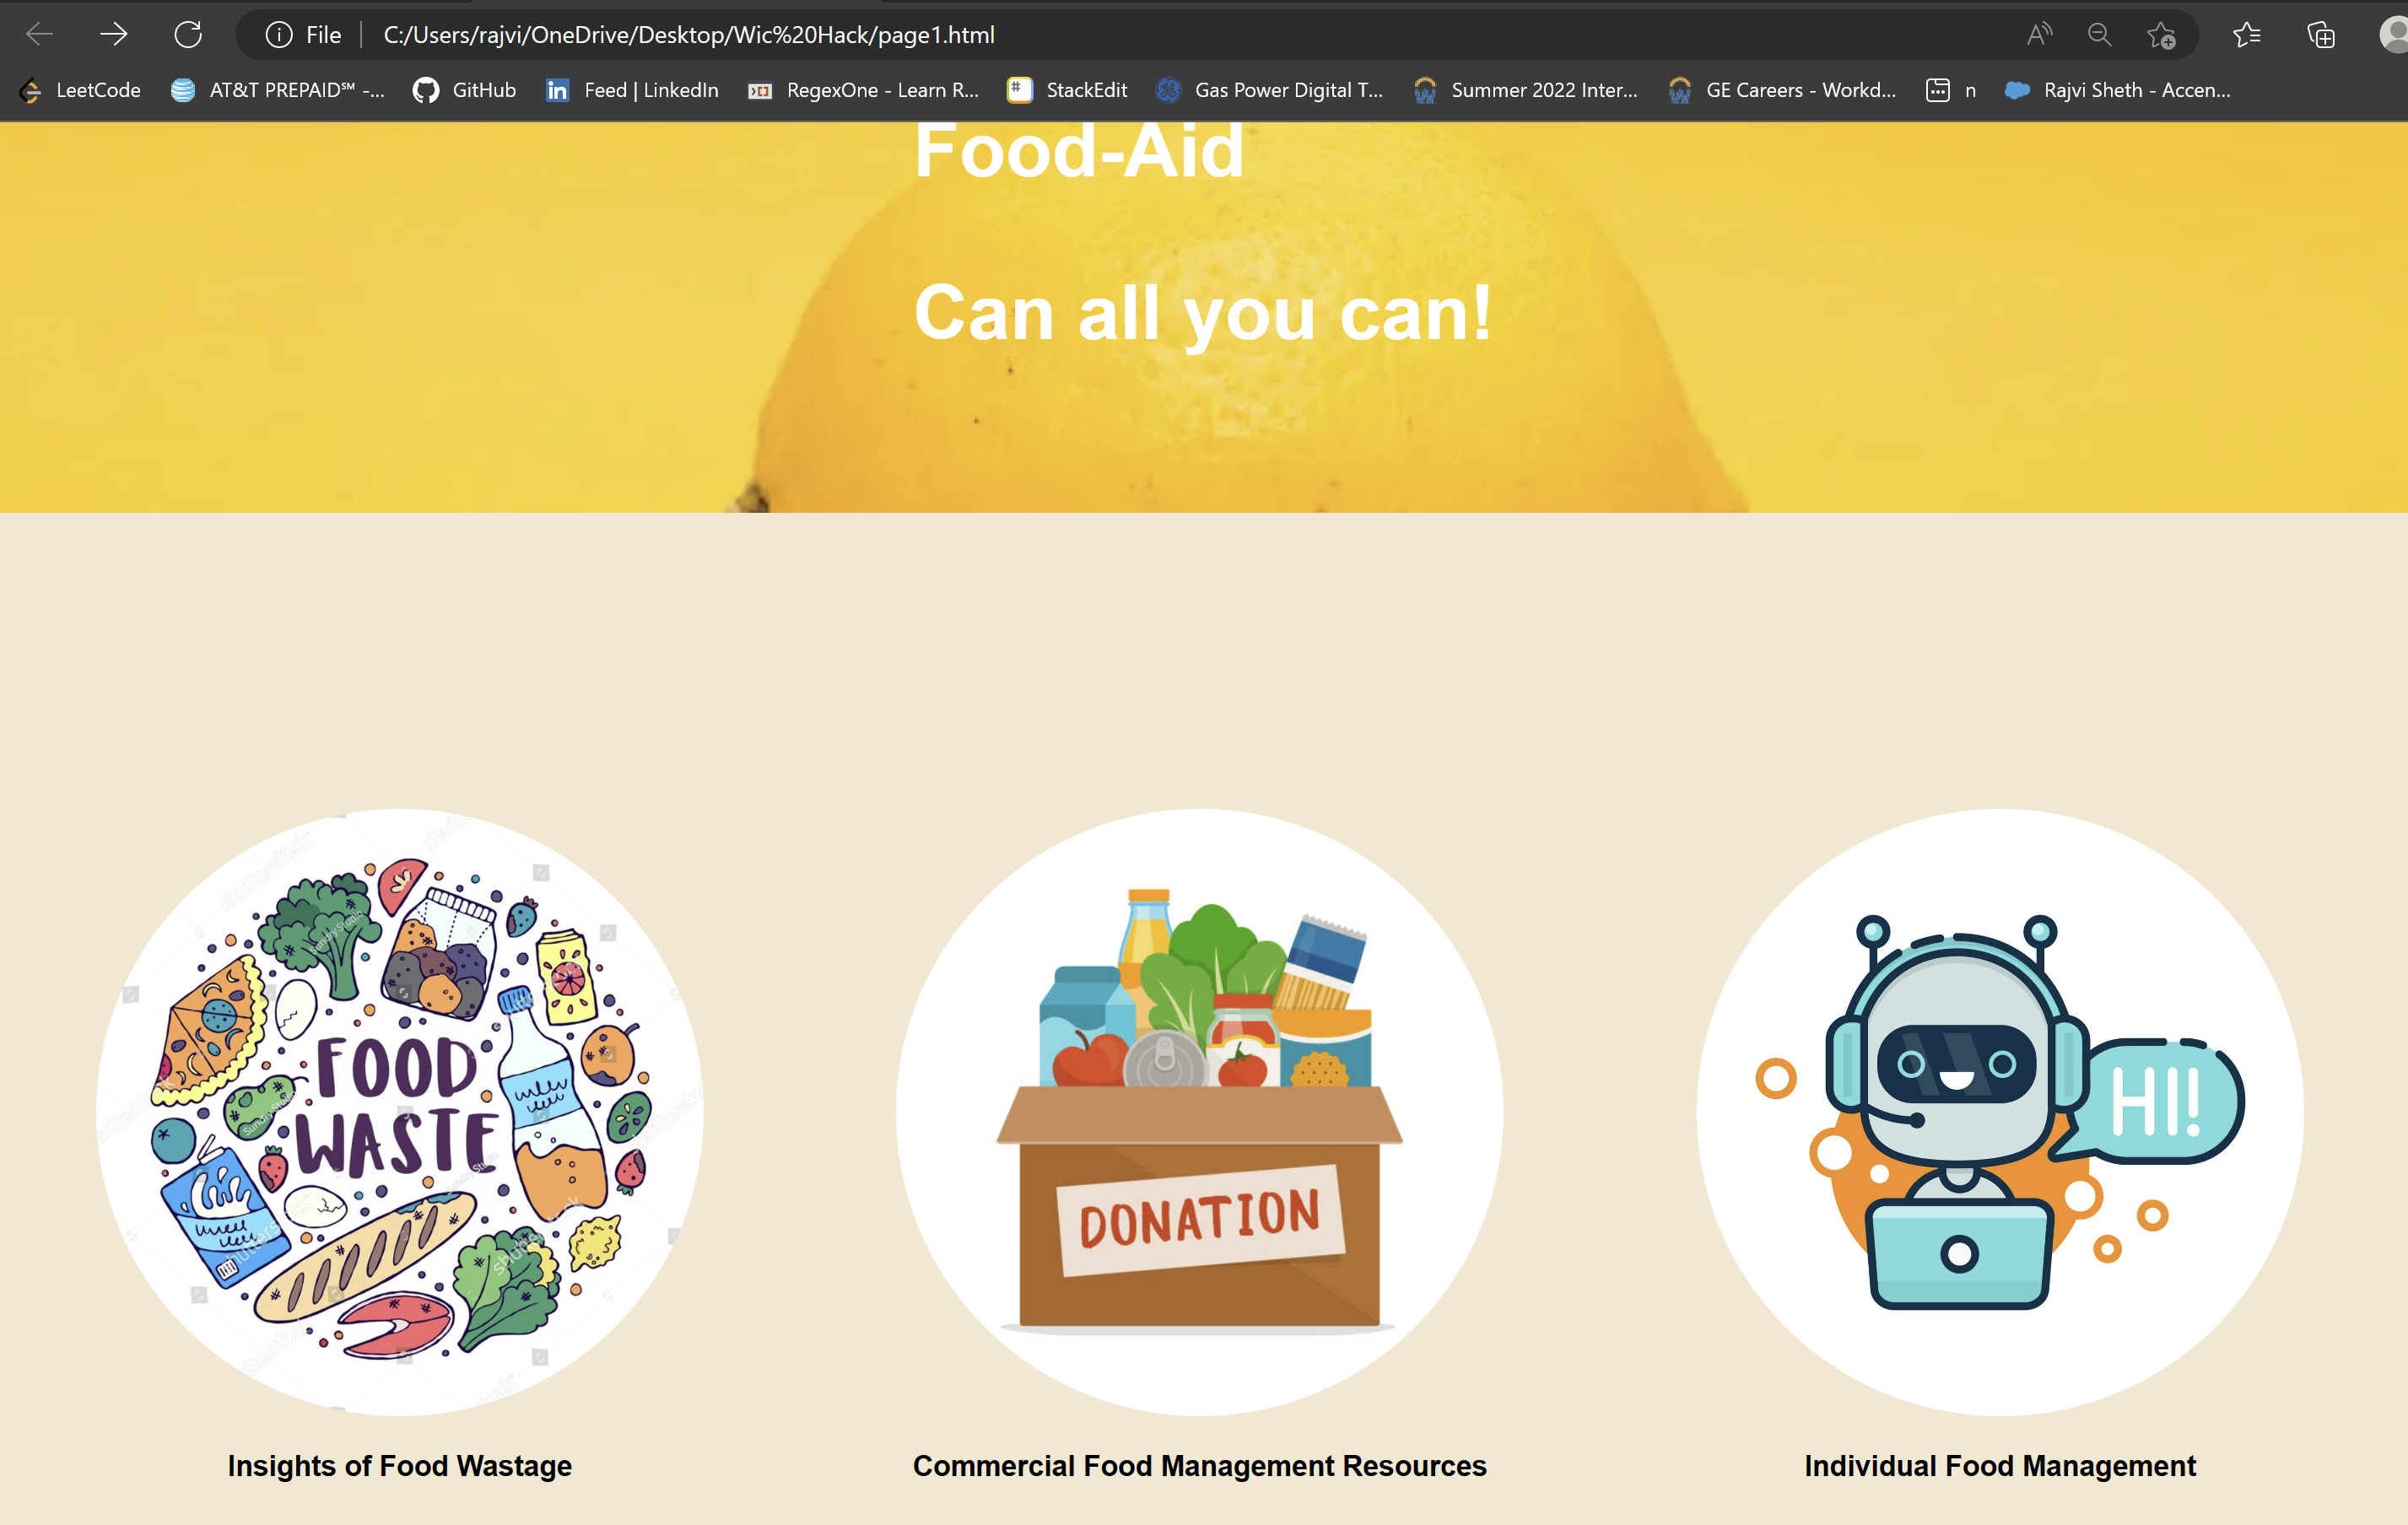 File C:/Users/rajvi/OneDrive/Desktop/Wic%20Hack/page1.html
LeetCode AT&T PREPAID℠ -... GitHub Feed | LinkedIn RegexOne - Learn R... StackEdit Gas Power Digital T... Summer 2022 Inter... GE Careers - Workd... n Rajvi Sheth - Accen...
Food-Aid
Can all you can!
FOOD
WASTE
DONATION
HI!
Insights of Food Wastage
Commercial Food Management Resources
Individual Food Management